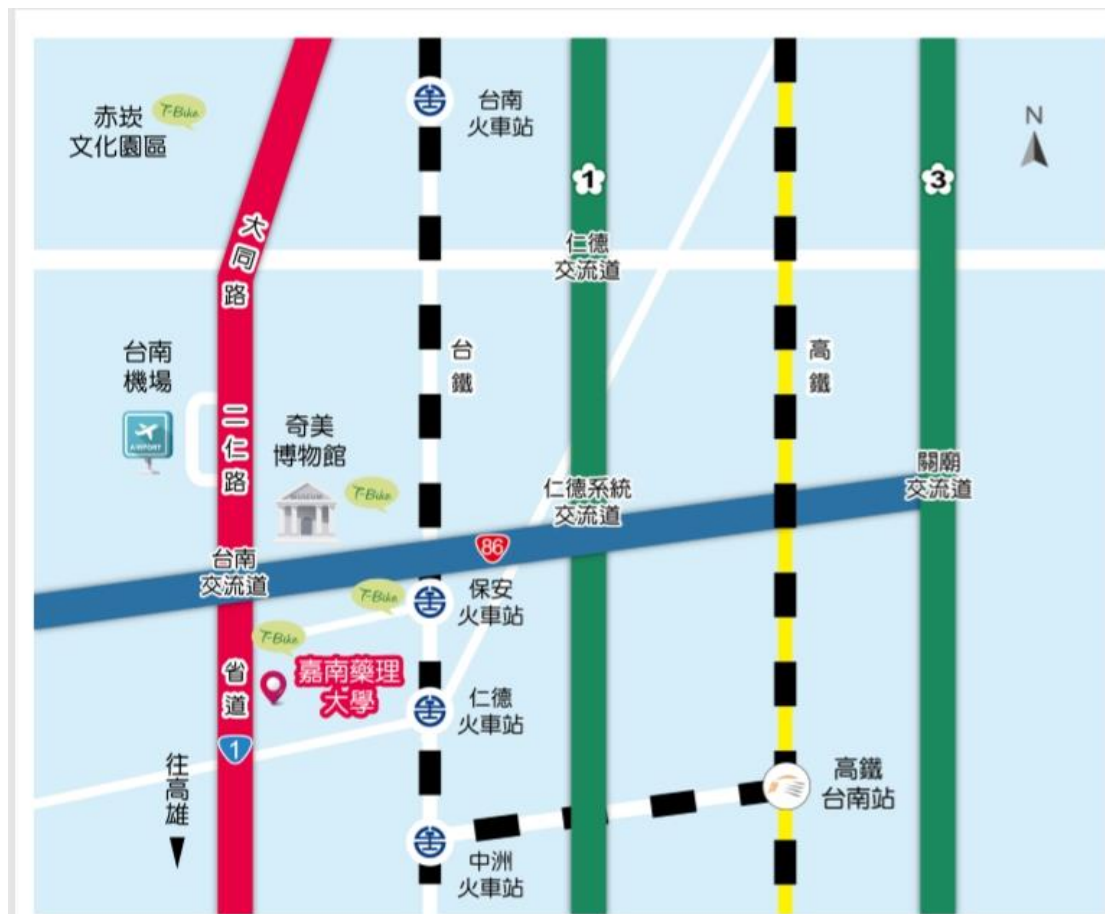 台南
火車站
N
赤崁
文化園區
T-Bike
1
3
大同路
仁德
交流道
台南
機場
AIRPORT
台鐵
高鐵
二仁路
奇美
博物館
MUSEUM
T-Bike
仁德系統
交流道
關廟
交流道
86
台南
交流道
保安
火車站
T-Bike
T-Bike
嘉南藥理
大學
省道
1
仁德
火車站
往高雄
高鐵
台南站
中洲
火車站